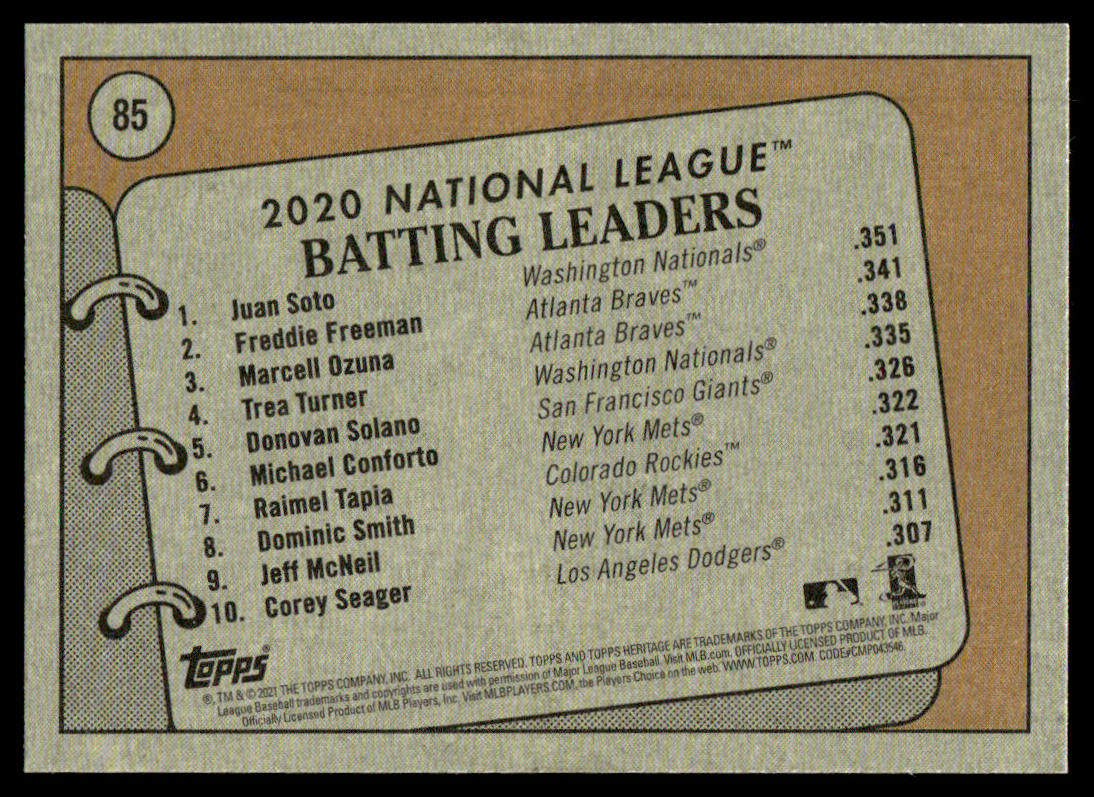 85
2020 NATIONAL LEAGUE™
BATTING LEADERS
1. Juan Soto Washington Nationals® .351
2. Freddie Freeman Atlanta Braves™ .341
3. Marcell Ozuna Atlanta Braves™ .338
4. Trea Turner Washington Nationals® .335
5. Donovan Solano San Francisco Giants® .326
6. Michael Conforto New York Mets® .322
7. Raimel Tapia Colorado Rockies™ .321
8. Dominic Smith New York Mets® .316
9. Jeff McNeil New York Mets® .311
10. Corey Seager Los Angeles Dodgers® .307
topps®
®, TM & © 2021 THE TOPPS COMPANY, INC. ALL RIGHTS RESERVED. TOPPS AND TOPPS HERITAGE ARE TRADEMARKS OF THE TOPPS COMPANY, INC. Major
League Baseball trademarks and copyrights are used with permission of Major League Baseball. Visit MLB.com. OFFICIALLY LICENSED PRODUCT OF MLB.
Officially Licensed Product of MLB Players, Inc. Visit MLBPLAYERS.COM, the Players Choice on the web. WWW.TOPPS.COM CODE#CMP043546.